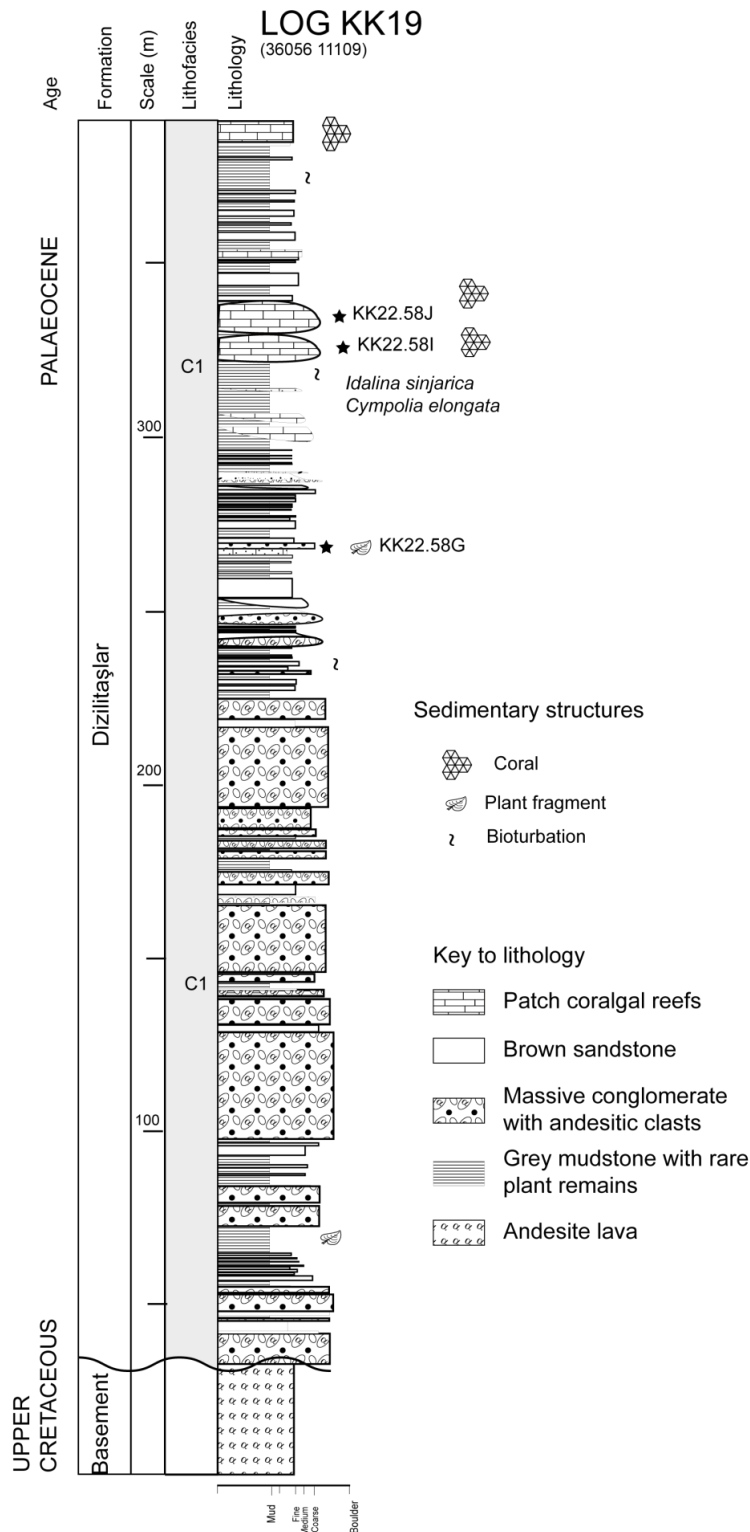 LOG KK19
(36056 11109)
Age
Formation
Scale (m)
Lithofacies
Lithology
PALAEOCENE
KK22.58J
KK22.58I
C1
Idalina sinjarica
Cympolia elongata
300
KK22.58G
Dizilitaşlar
Sedimentary structures
Coral
200
Plant fragment
Bioturbation
Key to lithology
C1
Patch coralgal reefs
Brown sandstone
Massive conglomerate
with andesitic clasts
100
Grey mudstone with rare
plant remains
Andesite lava
UPPER
CRETACEOUS
Basement
Mud
Fine
Medium
Coarse
Boulder